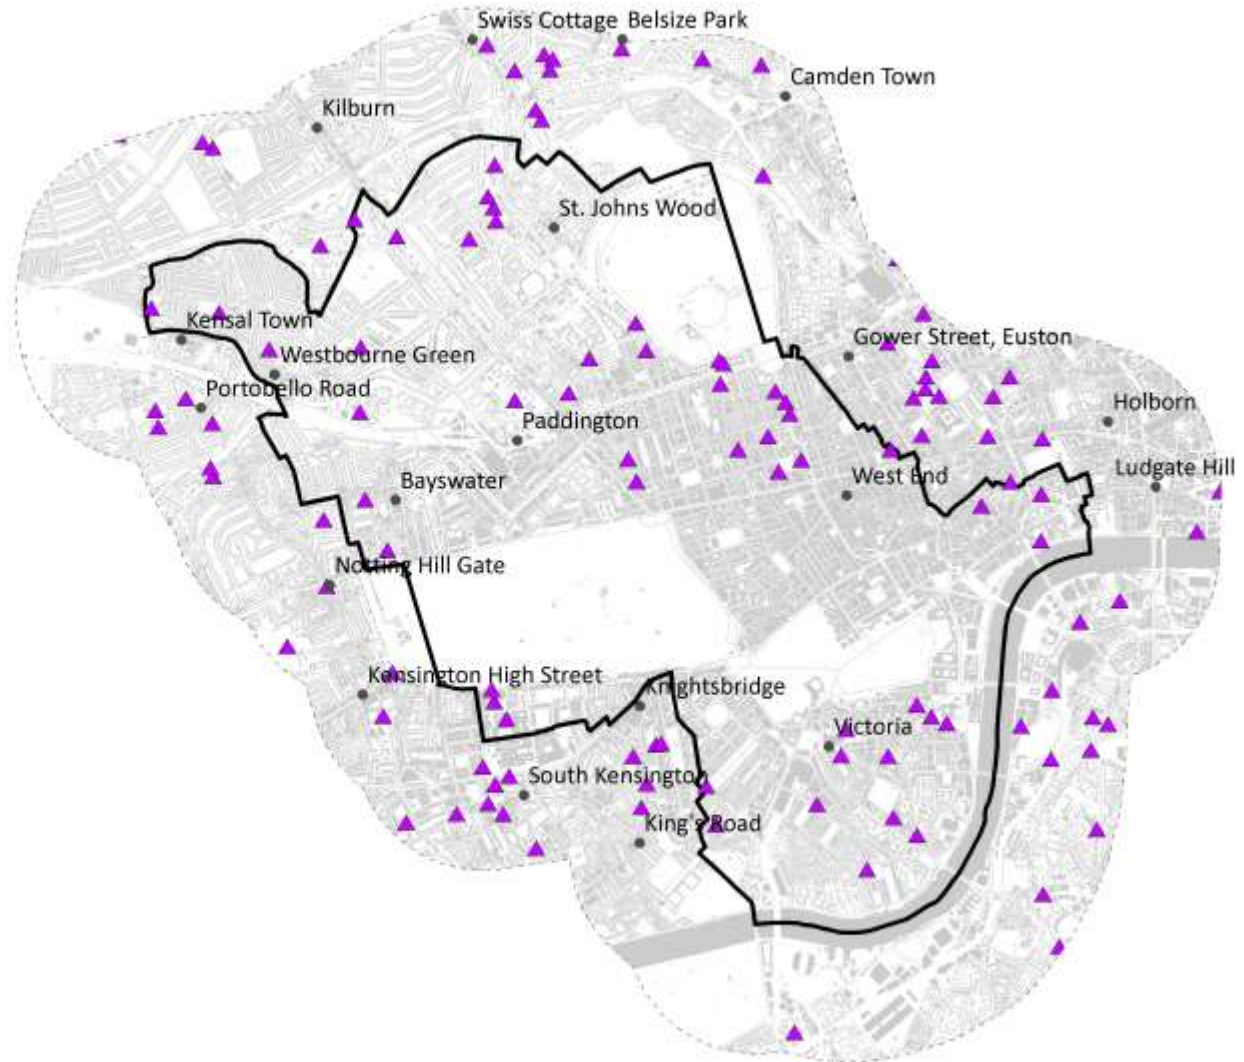 Swiss Cottage
Belsize Park
Camden Town
Kilburn
St. Johns Wood
Kensal Town
Gower Street, Euston
Westbourne Green
Portobello Road
Holborn
Paddington
Ludgate Hill
West End
Bayswater
Notting Hill Gate
Kensington High Street
Knightsbridge
Victoria
South Kensington
King's Road